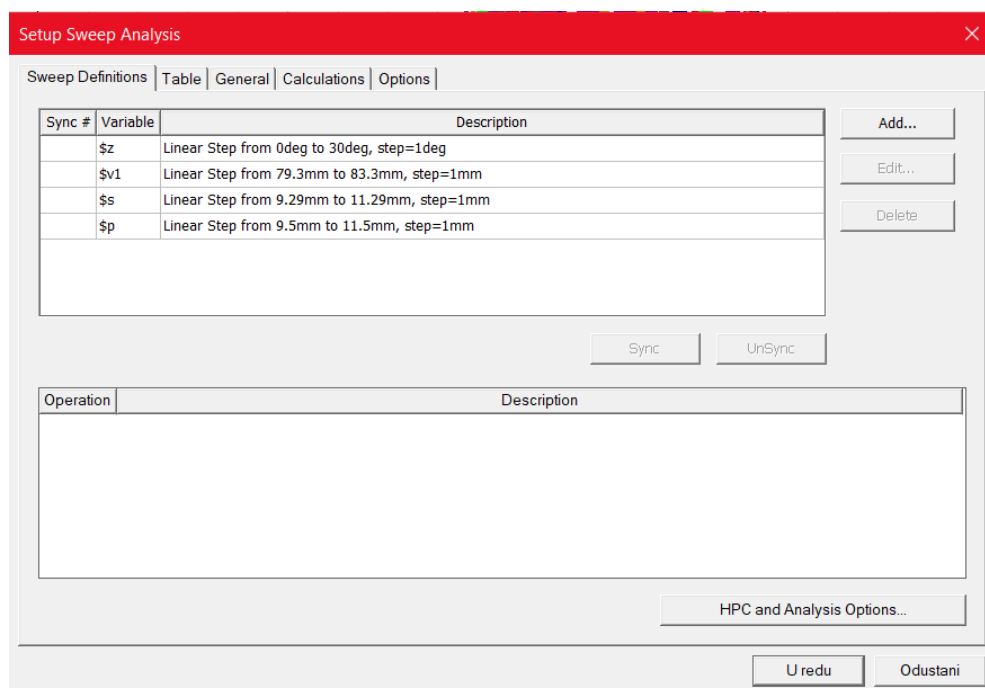 Setup Sweep Analysis
Sweep Definitions Table General Calculations Options
Sync # Variable Description
Add...
$z Linear Step from 0deg to 30deg, step=1deg
$v1 Linear Step from 79.3mm to 83.3mm, step=1mm
Edit...
$s Linear Step from 9.29mm to 11.29mm, step=1mm
Delete
$p Linear Step from 9.5mm to 11.5mm, step=1mm
Sync UnSync
Operation Description
HPC and Analysis Options...
U redu Odustani